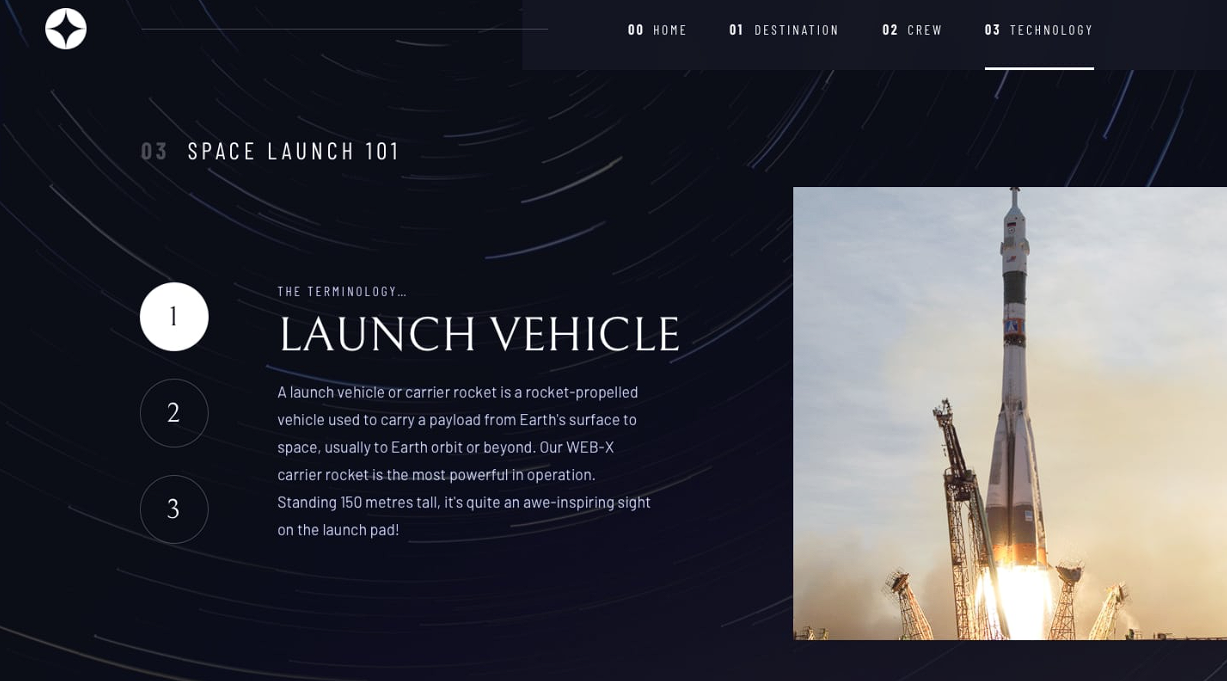 00 HOME 01 DESTINATION 02 CREW 03 TECHNOLOGY
03 SPACE LAUNCH 101
1
2
3
THE TERMINOLOGY...
LAUNCH VEHICLE
A launch vehicle or carrier rocket is a rocket-propelled
vehicle used to carry a payload from Earth's surface to
space, usually to Earth orbit or beyond. Our WEB-X
carrier rocket is the most powerful in operation.
Standing 150 metres tall, it's quite an awe-inspiring sight
on the launch pad!